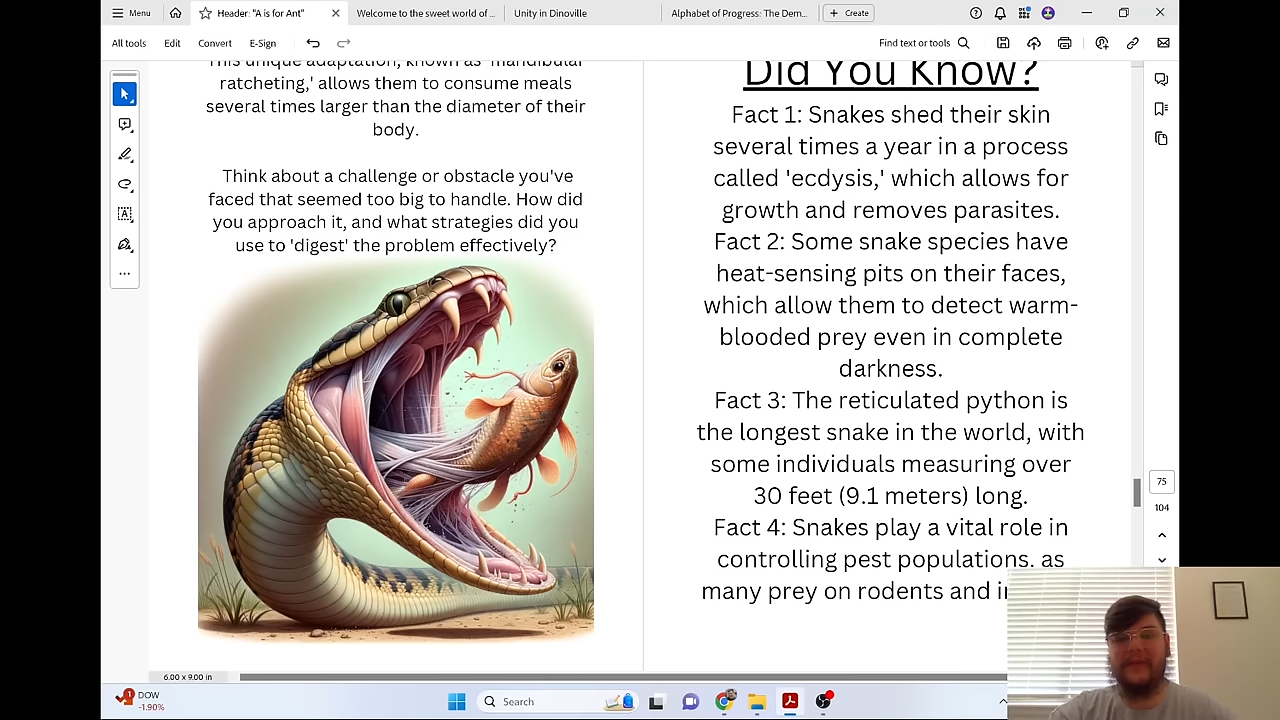 Menu
Header: "A is for Ant"
Welcome to the sweet world of ...
Unity in Enoville
Alphabet of Progress: The Dem...
Create
All tools
Edit
Convert
E-Sign
Find text or tools
This unique adaptation, known as 'mandibular
ratcheting,' allows them to consume meals
several times larger than the diameter of their
body.
Think about a challenge or obstacle you've
faced that seemed too big to handle. How did
you approach it, and what strategies did you
use to 'digest' the problem effectively?
Did You Know?
Fact 1: Snakes shed their skin
several times a year in a process
called 'ecdysis,' which allows for
growth and removes parasites.
Fact 2: Some snake species have
heat-sensing pits on their faces,
which allow them to detect warm-
blooded prey even in complete
darkness.
Fact 3: The reticulated python is
the longest snake in the world, with
some individuals measuring over
30 feet (9.1 meters) long.
Fact 4: Snakes play a vital role in
controlling pest populations, as
many prey on rodents and
75
104
6.00 x 9.00 in
1
DOW
-1.90%
Search